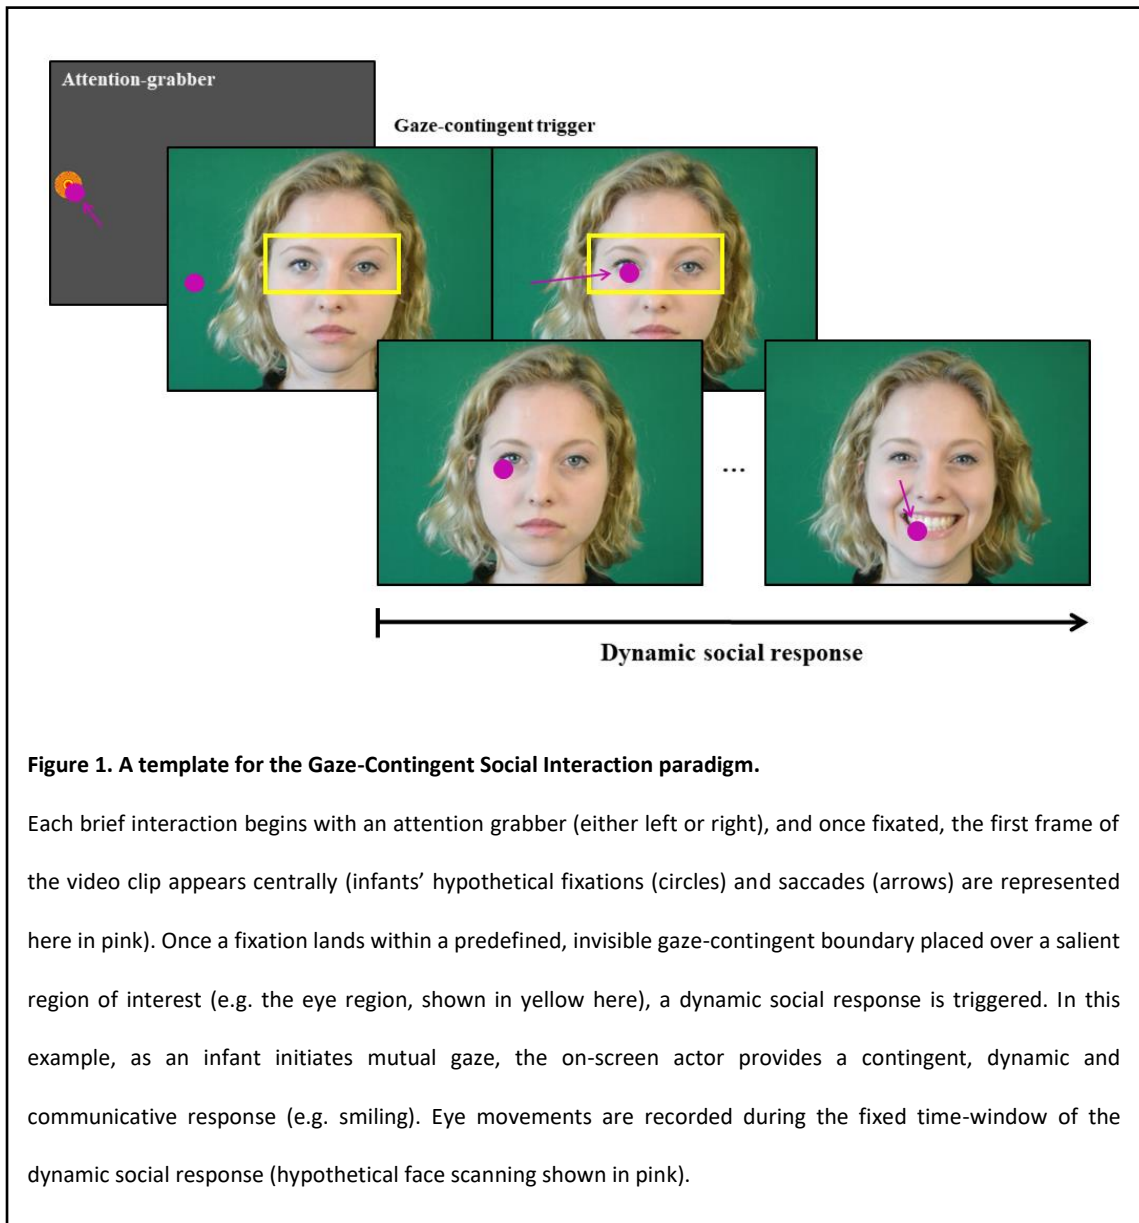 Attention-grabber
Gaze-contingent trigger
...
Dynamic social response
Figure 1. A template for the Gaze-Contingent Social Interaction paradigm.
Each brief interaction begins with an attention grabber (either left or right), and once fixated, the first frame of
the video clip appears centrally (infants’ hypothetical fixations (circles) and saccades (arrows) are represented
here in pink). Once a fixation lands within a predefined, invisible gaze-contingent boundary placed over a salient
region of interest (e.g. the eye region, shown in yellow here), a dynamic social response is triggered. In this
example, as an infant initiates mutual gaze, the on-screen actor provides a contingent, dynamic and
communicative response (e.g. smiling). Eye movements are recorded during the fixed time-window of the
dynamic social response (hypothetical face scanning shown in pink).